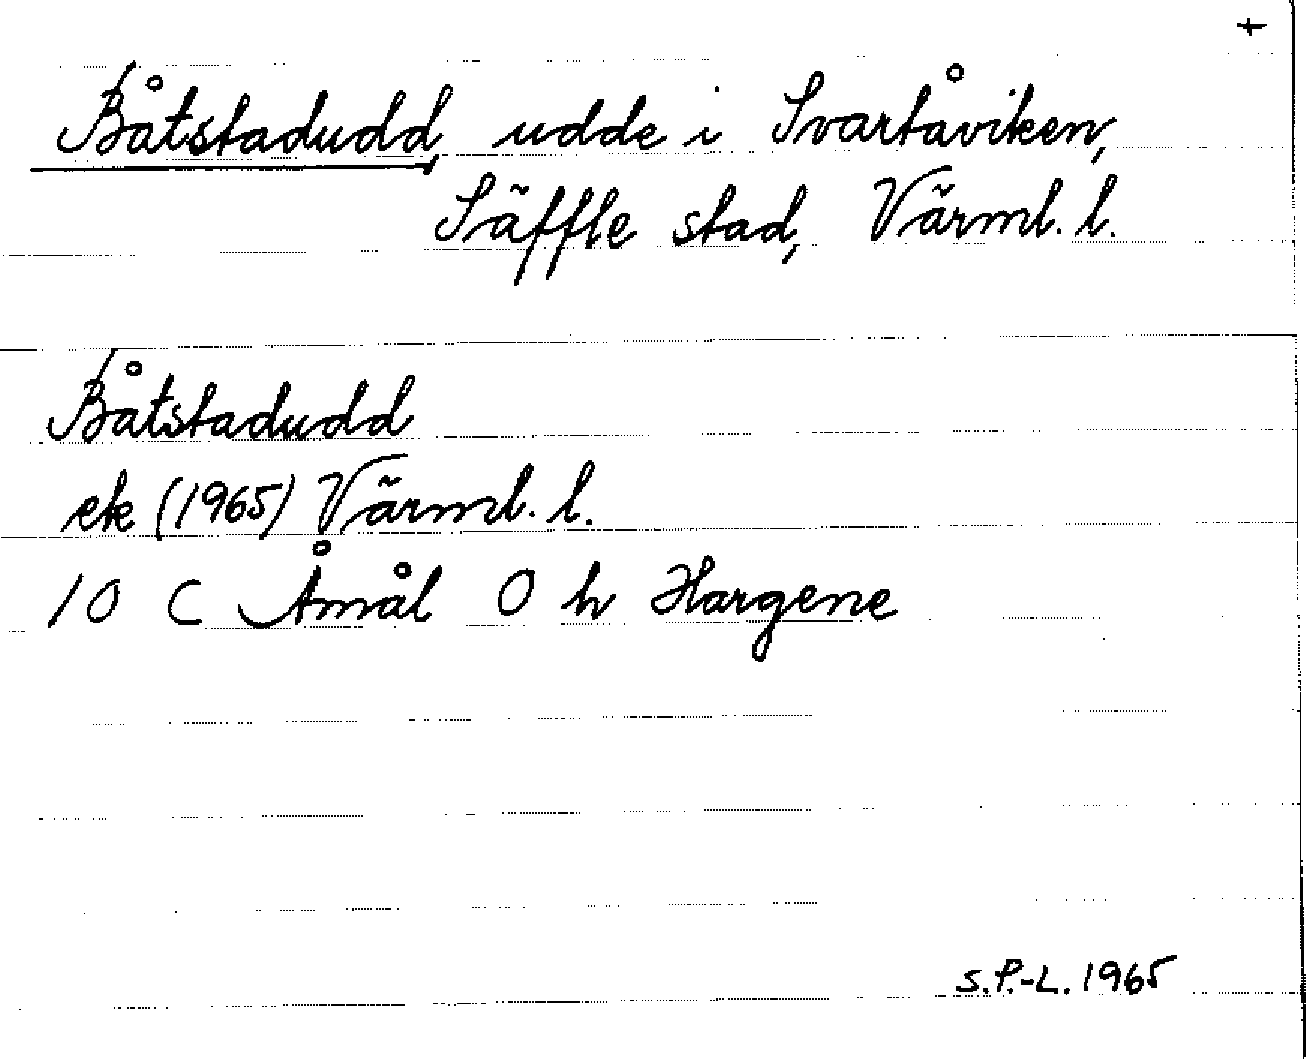 +
Båtstadudd, udde i Svartåviken,
Säffle stad, Värml. l.
Båtstadudd
ek (1965) Värml. l.
10 C Åmål O h Hargene
S.P.-L. 1965